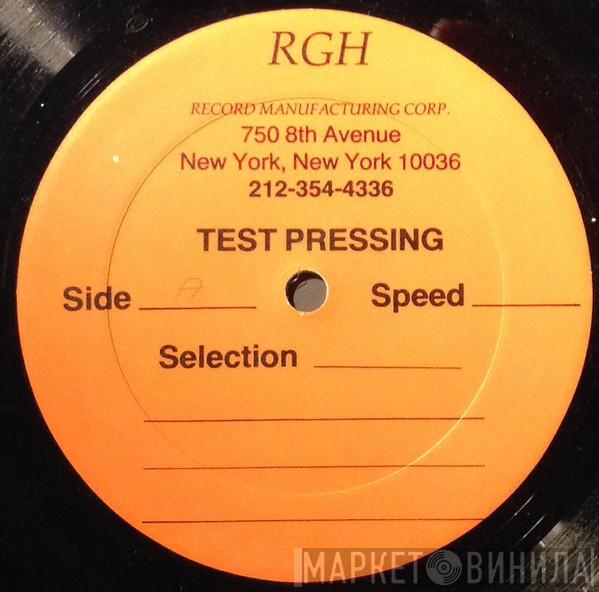 RGH
RECORD MANUFACTURING CORP.
750 8th Avenue
New York, New York 10036
212-354-4336
TEST PRESSING
Side A Speed
Selection
МАРКЕТ ВИНИЛА